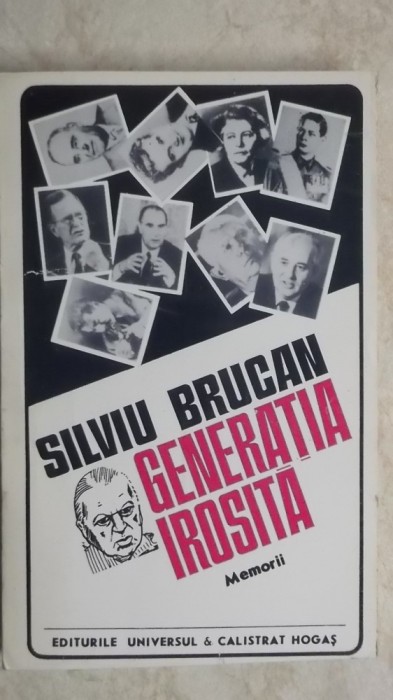 SILVIU BRUCAN
GENERAȚIA
IROSITĂ
Memorii
EDITURILE UNIVERSUL & CALISTRAT HOGAȘ